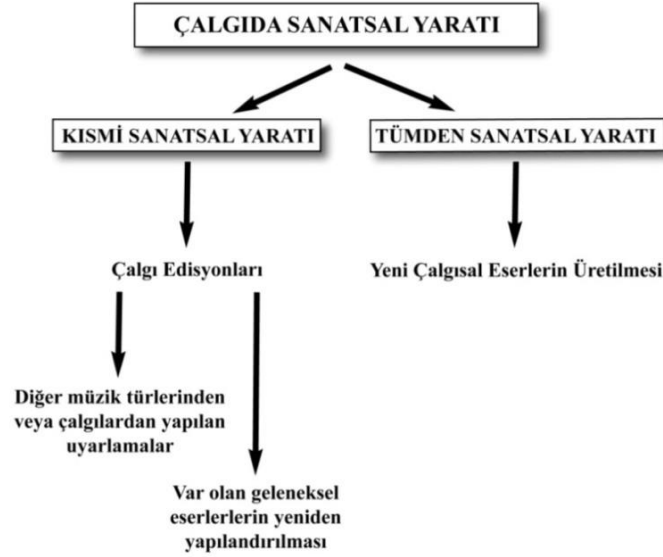 ÇALGIDA SANATSAL YARATI
KISMİ SANATSAL YARATI
TÜMDEN SANATSAL YARATI
Çalgı Edisyonları
Yeni Çalgısal Eserlerin Üretilmesi
Diğer müzik türlerinden
veya çalgılardan yapılan
uyarlamalar
Var olan geleneksel
eserlerlerin yeniden
yapılandırılması